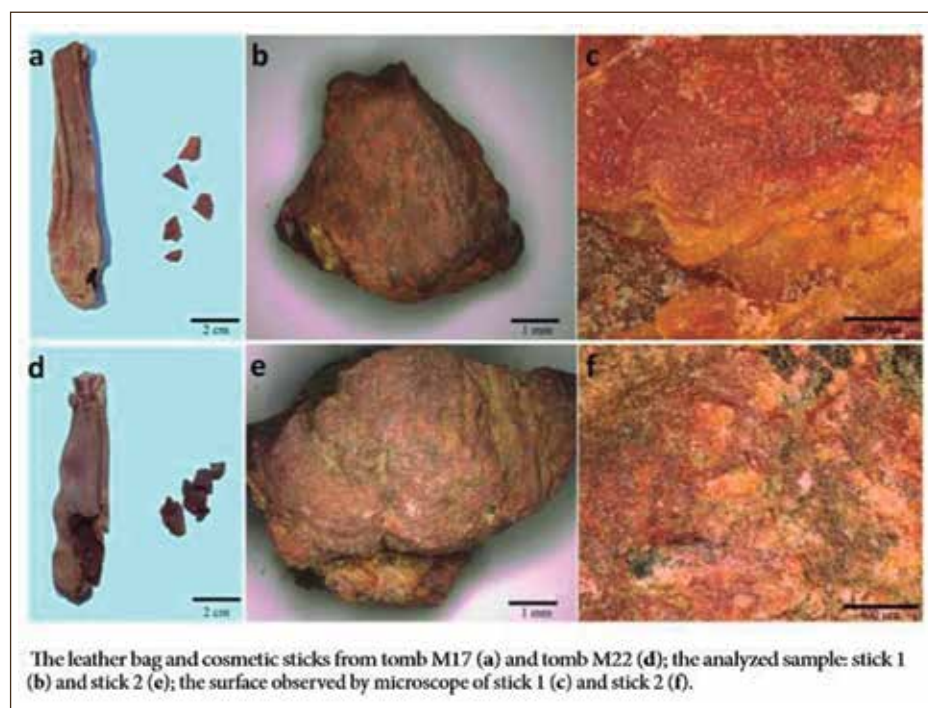 a
b
c
2 cm
1 mm
d
e
f
2 cm
1 mm
The leather bag and cosmetic sticks from tomb M17 (a) and tomb M22 (d); the analyzed sample: stick 1
(b) and stick 2 (e); the surface observed by microscope of stick 1 (c) and stick 2 (f).